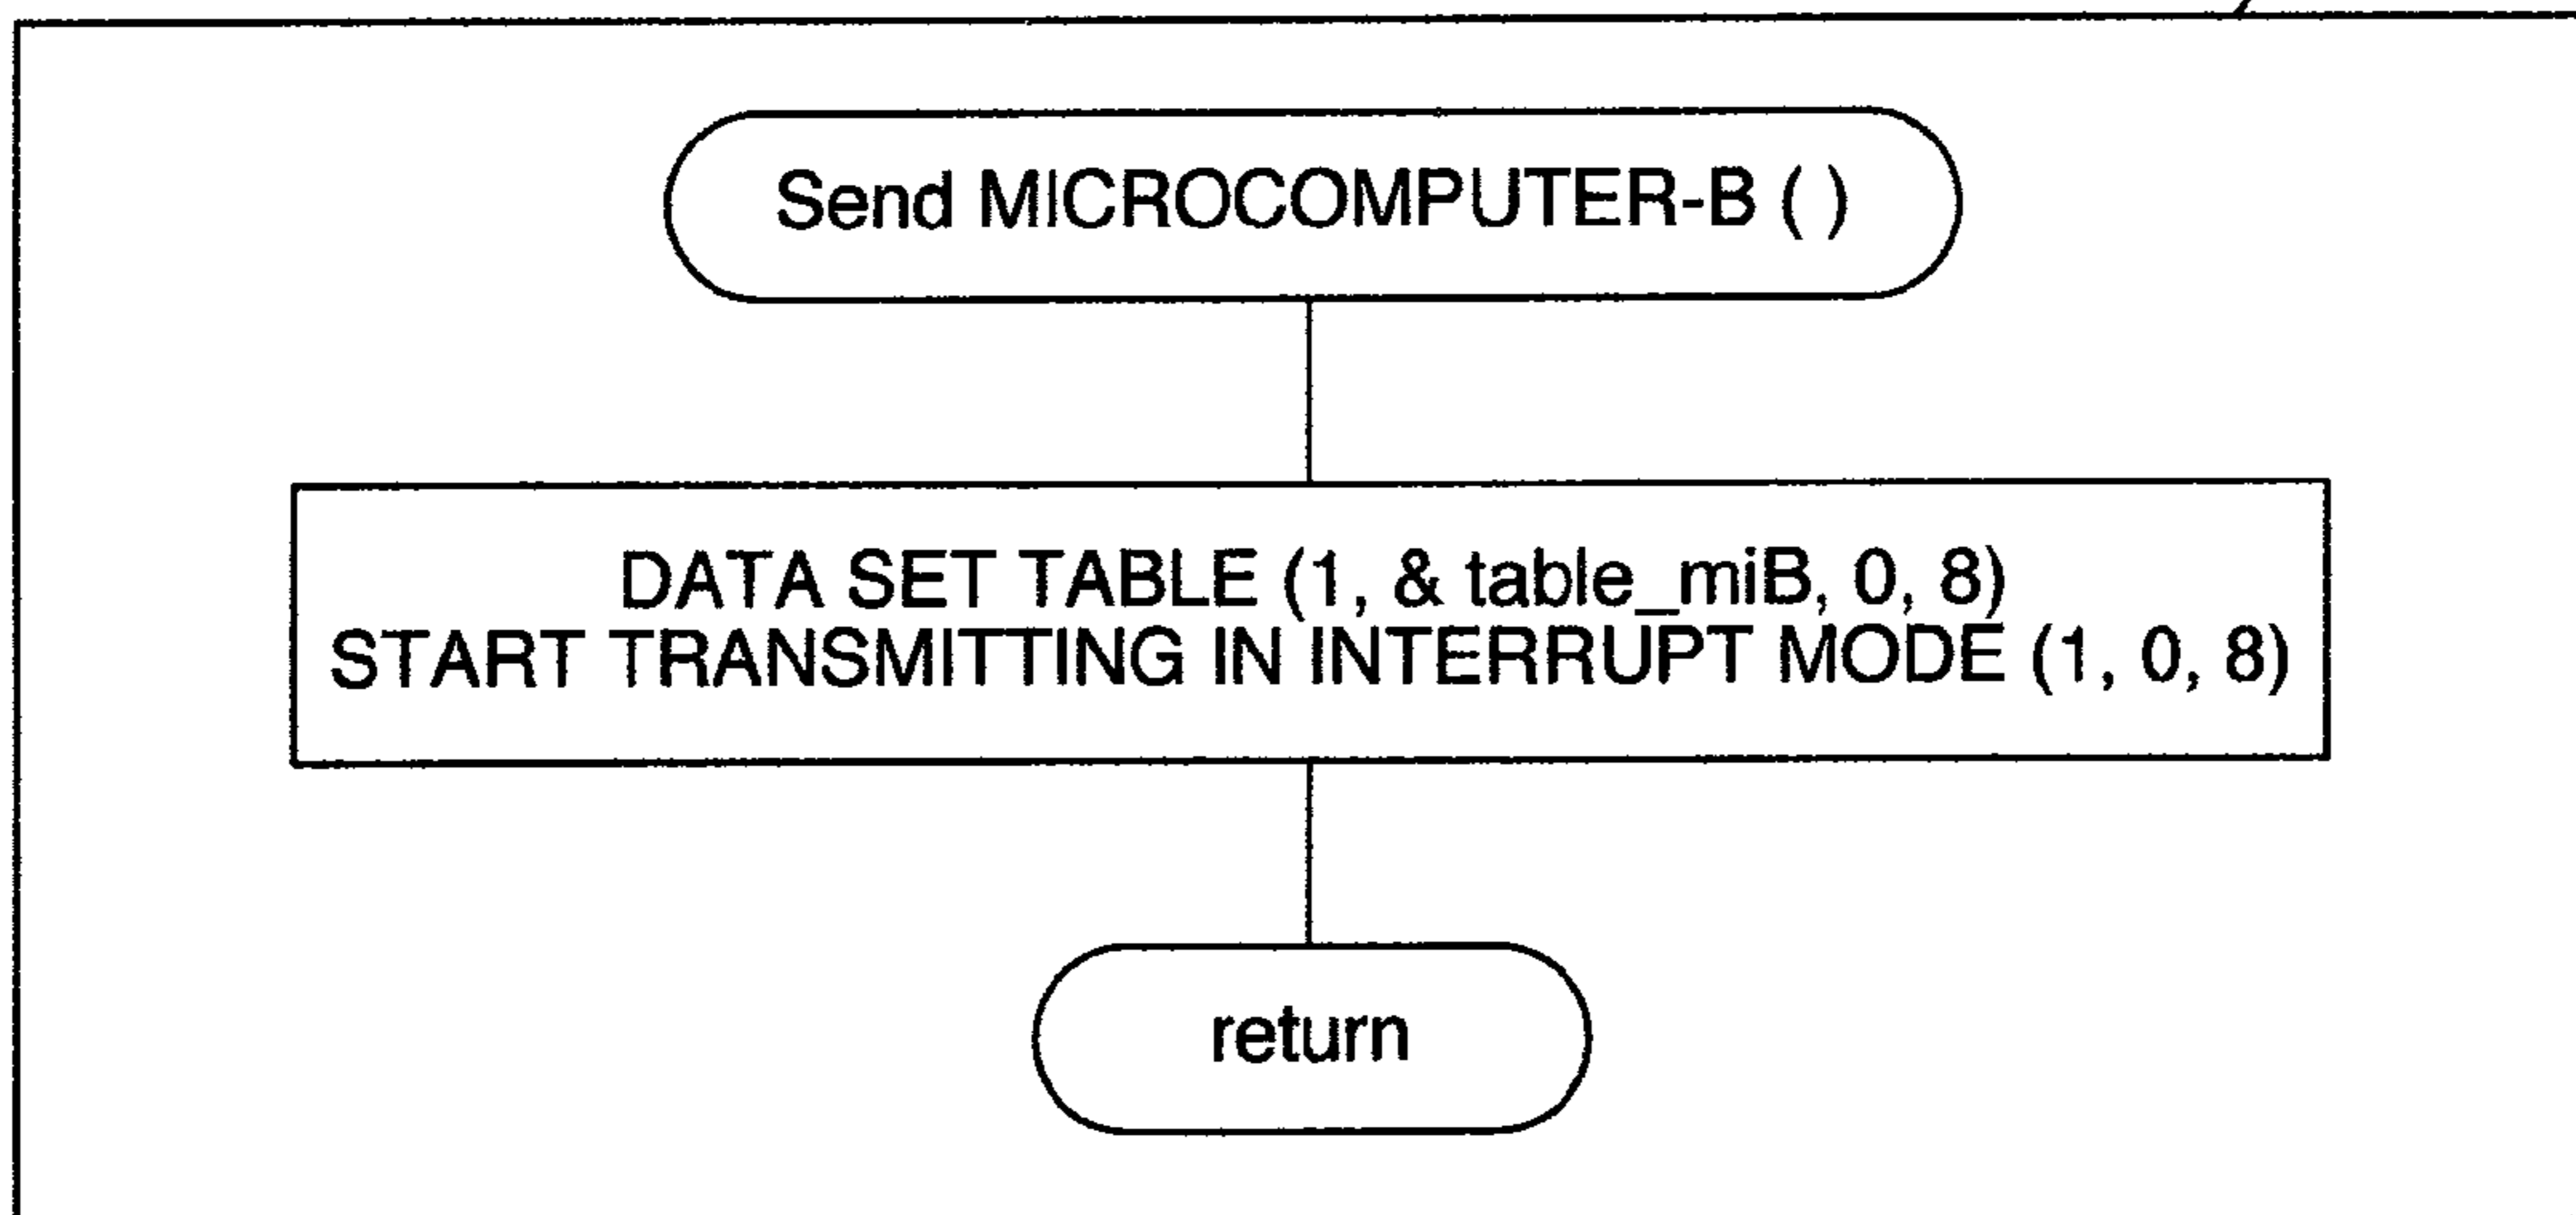 Send MICROCOMPUTER-B ( )
DATA SET TABLE (1, & table_miB, 0, 8)
START TRANSMITTING IN INTERRUPT MODE (1, 0, 8)
return